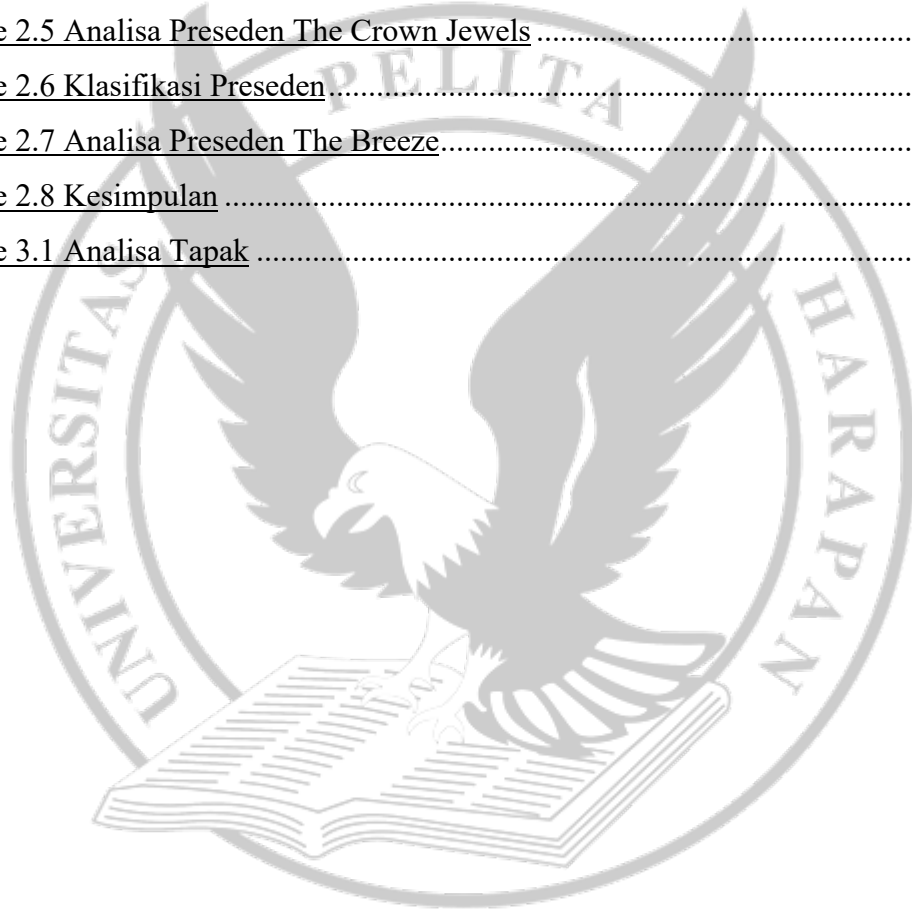 e 2.5 Analisa Preseden The Crown Jewels
e 2.6 Klasifikasi Preseden
e 2.7 Analisa Preseden The Breeze
e 2.8 Kesimpulan
e 3.1 Analisa Tapak
UNIVERSITAS PELITA HARAPAN